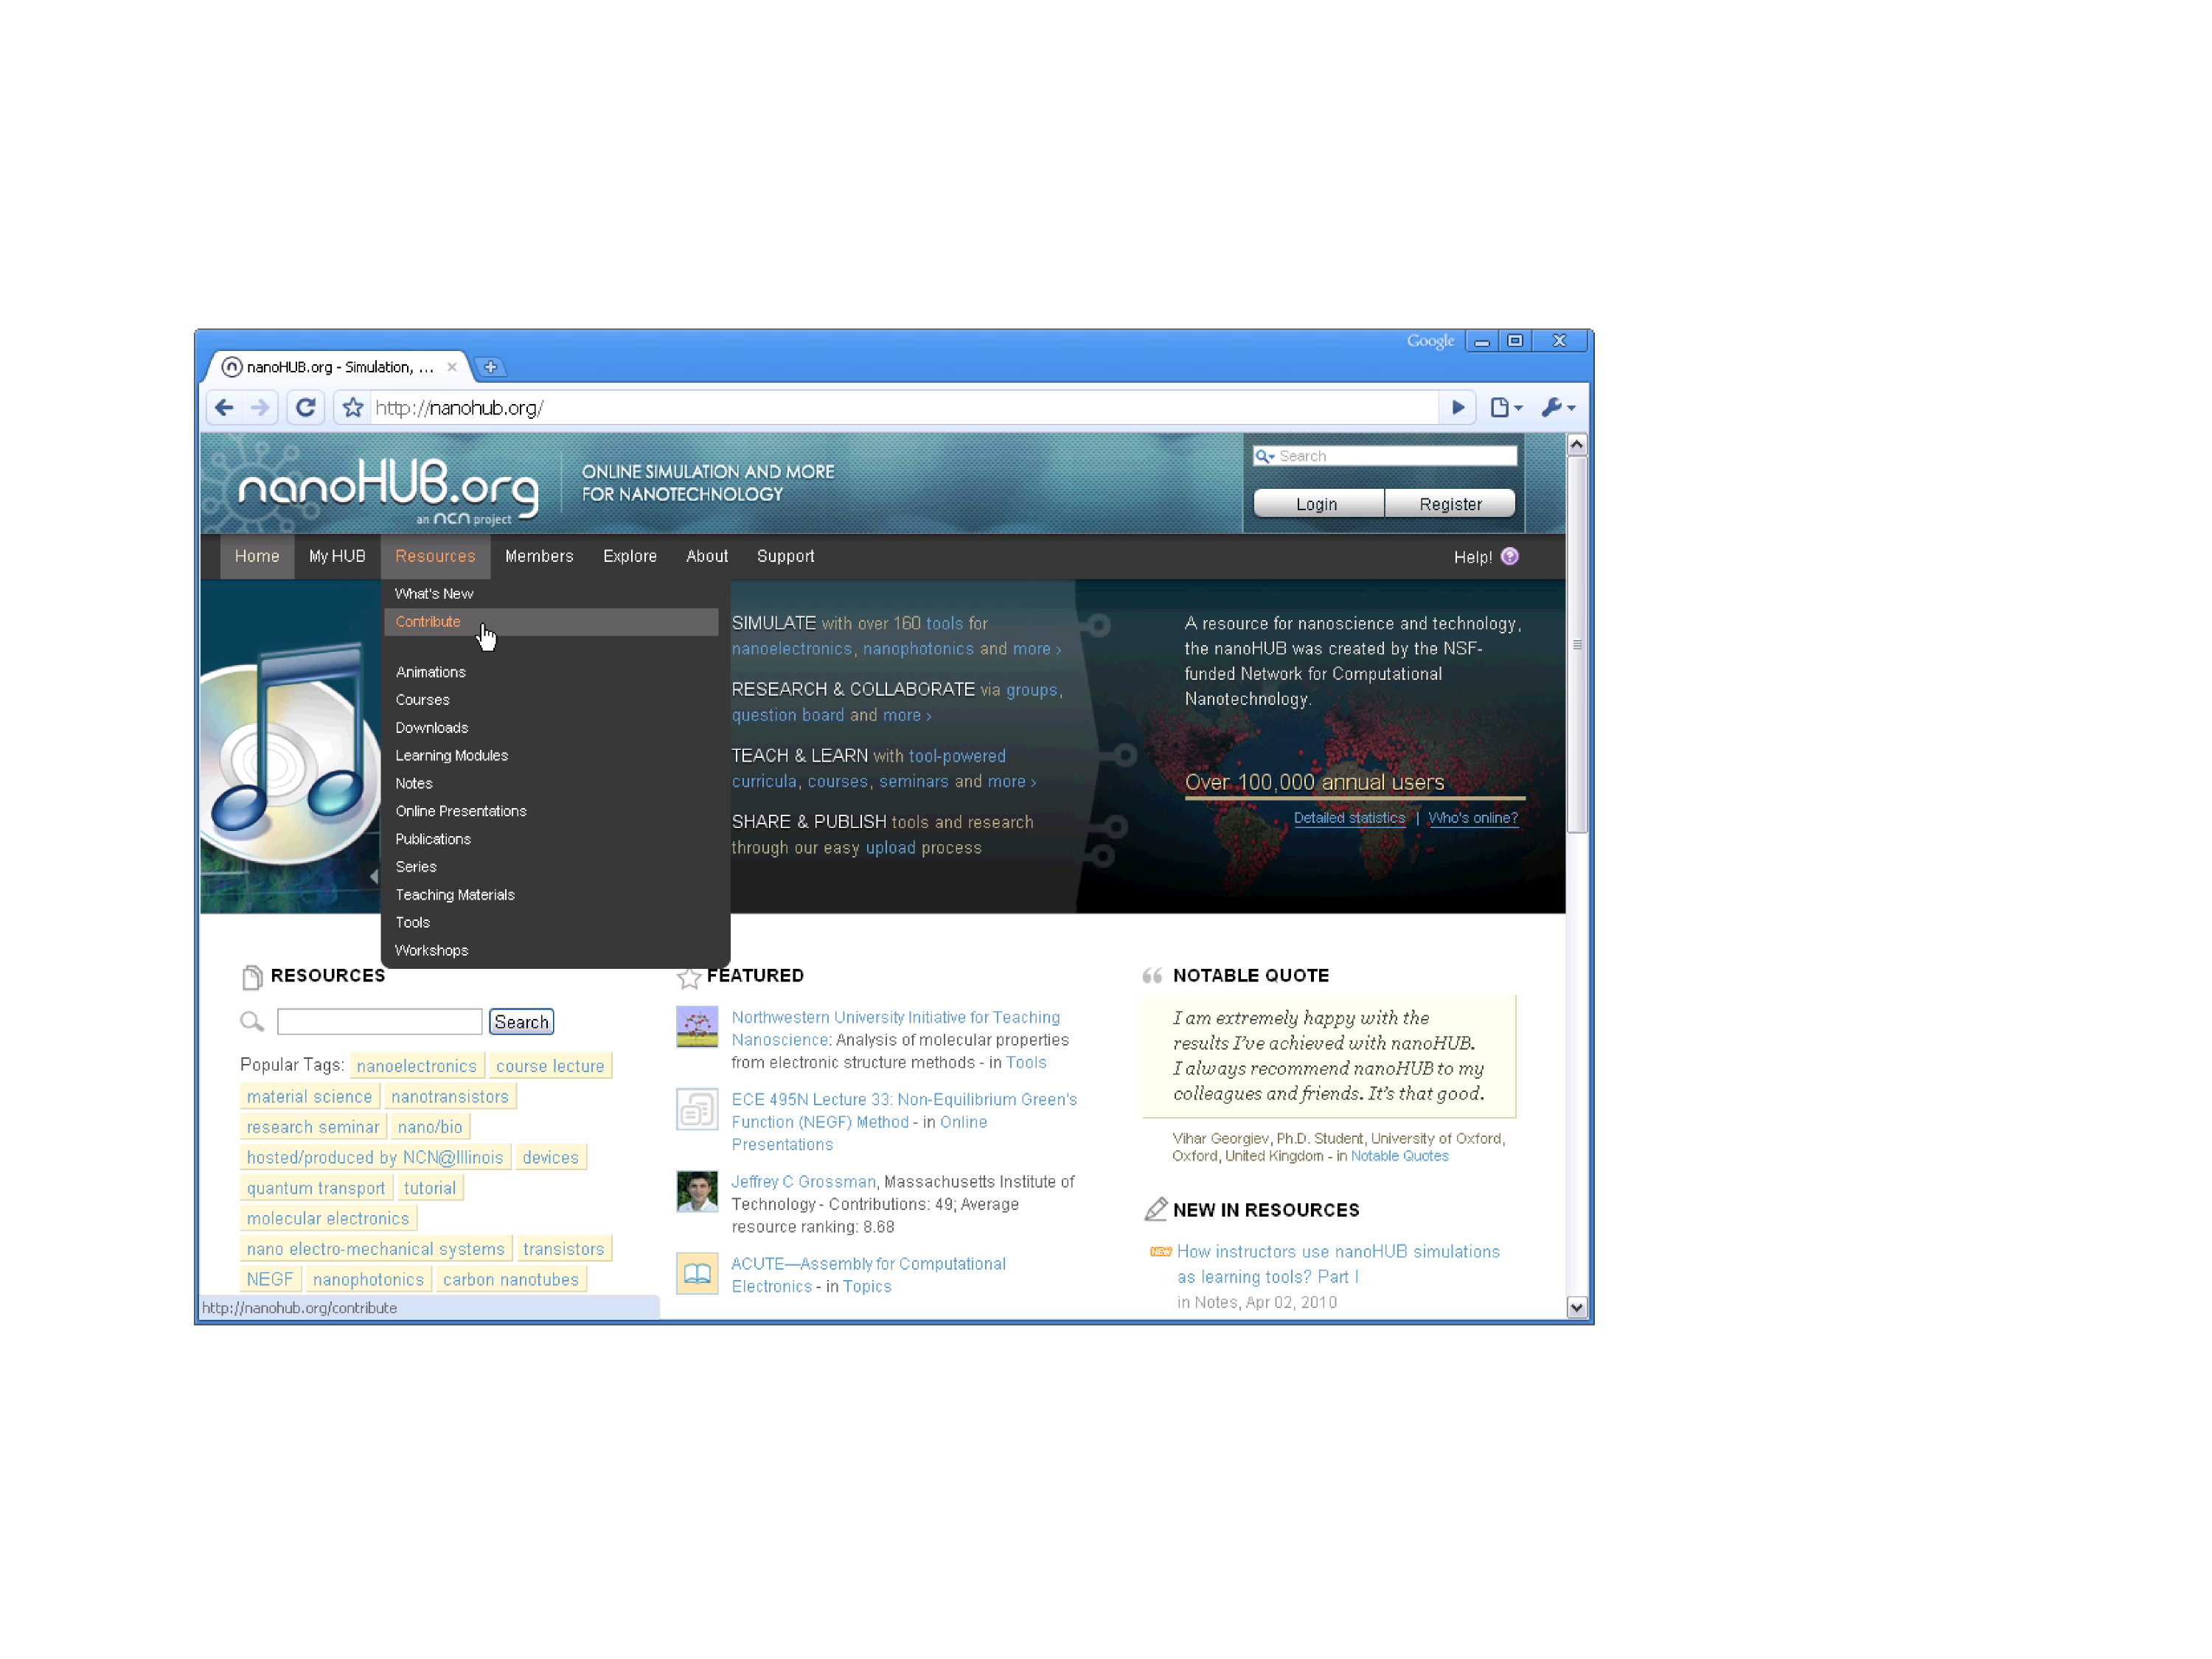 Google
nanoHUB.org - Simulation, ...
http://nanohub.org/
nanoHUB.org
an ncn project
ONLINE SIMULATION AND MORE
FOR NANOTECHNOLOGY
Search
Login Register
Home My HUB Resources Members Explore About Support Help!
What's New
Contribute
Animations
Courses
Downloads
Learning Modules
Notes
Online Presentations
Publications
Series
Teaching Materials
Tools
Workshops
SIMULATE with over 160 tools for
nanoelectronics, nanophotonics and more ›
RESEARCH & COLLABORATE via groups,
question board and more ›
TEACH & LEARN with tool-powered
curricula, courses, seminars and more ›
SHARE & PUBLISH tools and research
through our easy upload process
A resource for nanoscience and technology,
the nanoHUB was created by the NSF-
funded Network for Computational
Nanotechnology.
Over 100,000 annual users
Detailed statistics | Who's online?
RESOURCES
Search
Popular Tags: nanoelectronics course lecture
material science nanotransistors
research seminar nano/bio
hosted/produced by NCN@Illinois devices
quantum transport tutorial
molecular electronics
nano electro-mechanical systems transistors
NEGF nanophotonics carbon nanotubes
http://nanohub.org/contribute
FEATURED
Northwestern University Initiative for Teaching
Nanoscience: Analysis of molecular properties
from electronic structure methods - in Tools
ECE 495N Lecture 33: Non-Equilibrium Green's
Function (NEGF) Method - in Online
Presentations
Jeffrey C Grossman, Massachusetts Institute of
Technology - Contributions: 49; Average
resource ranking: 8.68
ACUTE—Assembly for Computational
Electronics - in Topics
NOTABLE QUOTE
I am extremely happy with the
results I've achieved with nanoHUB.
I always recommend nanoHUB to my
colleagues and friends. It's that good.
Vihar Georgiev, Ph.D. Student, University of Oxford,
Oxford, United Kingdom - in Notable Quotes
NEW IN RESOURCES
NEW How instructors use nanoHUB simulations
as learning tools? Part I
in Notes, Apr 02, 2010